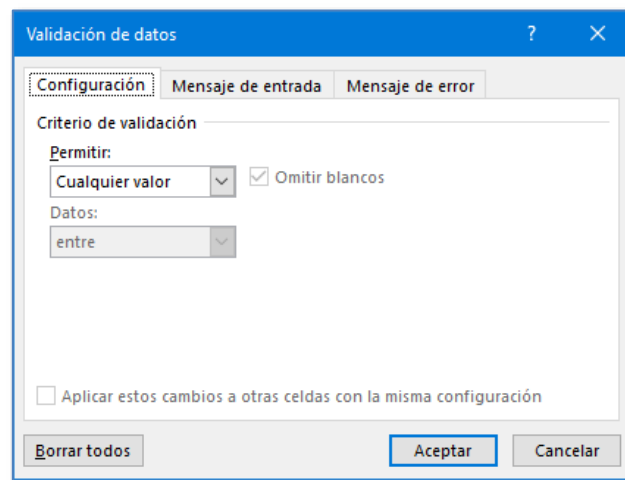 Validación de datos ?
Configuración Mensaje de entrada Mensaje de error
Criterio de validación
Permitir:
Cualquier valor Omitir blancos
Datos:
entre
Aplicar estos cambios a otras celdas con la misma configuración
Borrar todos Aceptar Cancelar